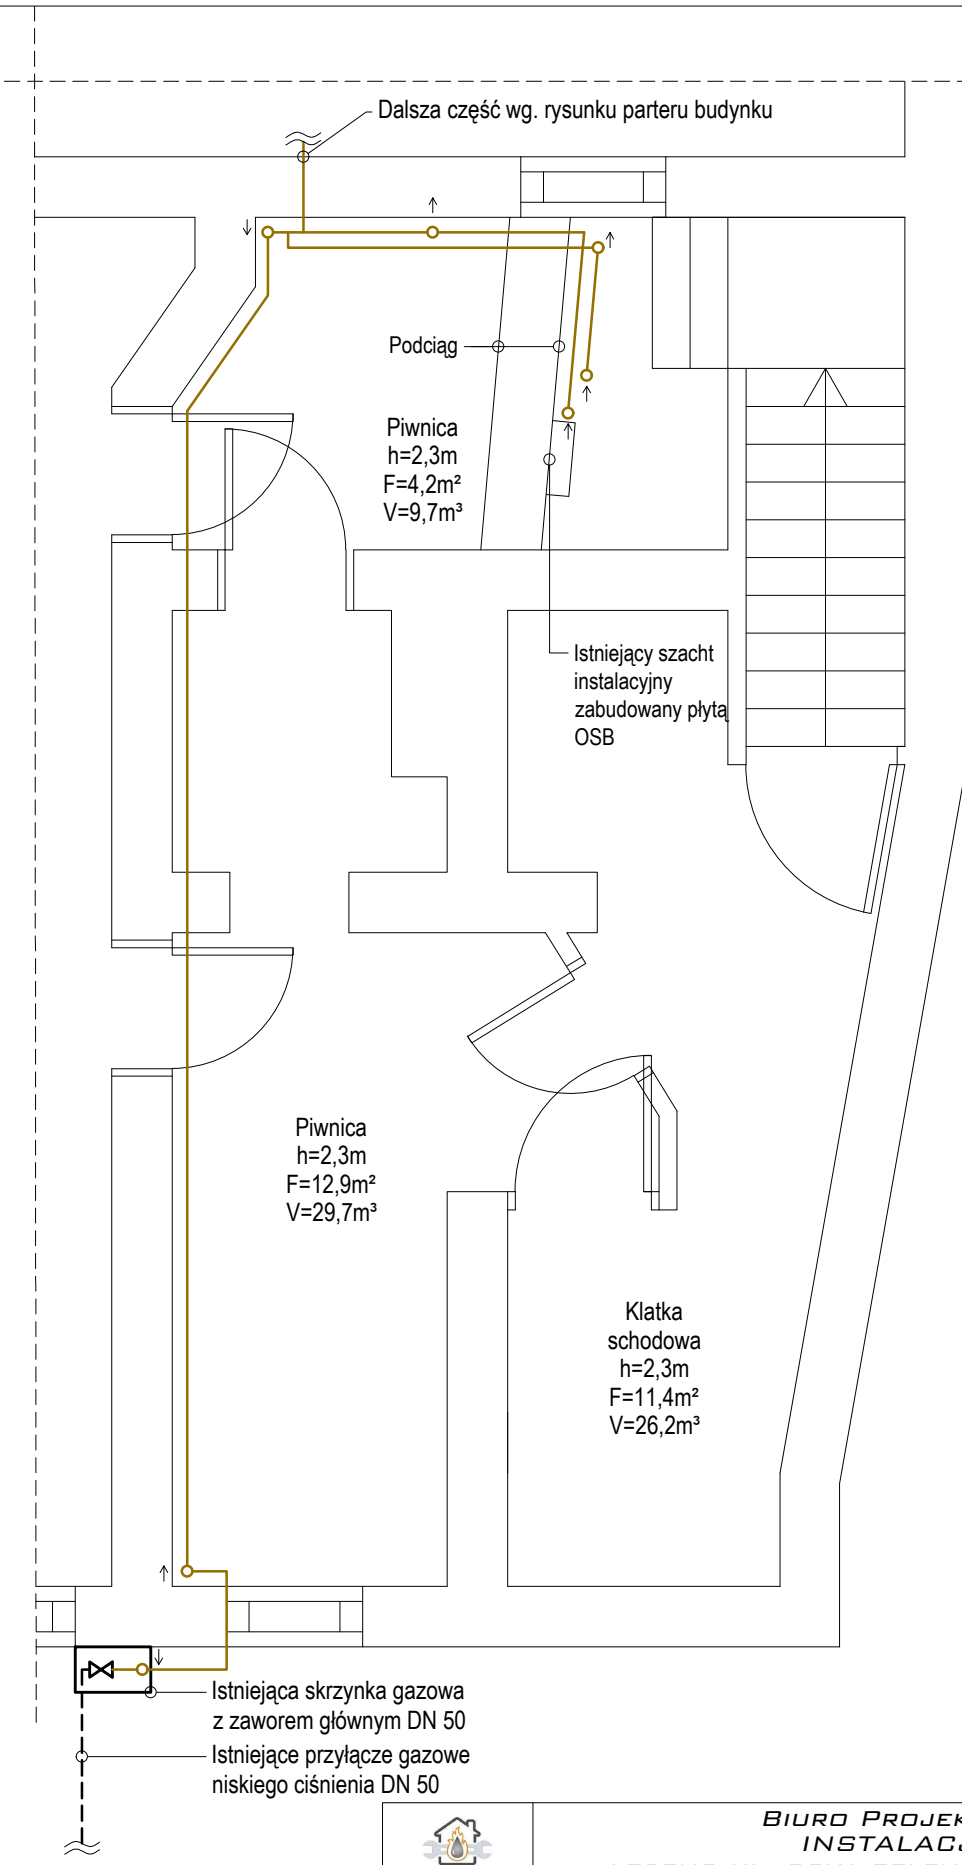 Dalsza część wg. rysunku parteru budynku
Podciąg
Piwnica
h=2,3m
F=4,2m²
V=9,7m³
Istniejący szacht
instalacyjny
zabudowany płytą
OSB
Piwnica
h=2,3m
F=12,9m²
V=29,7m³
Klatka
schodowa
h=2,3m
F=11,4m²
V=26,2m³
Istniejąca skrzynka gazowa
z zaworem głównym DN 50
Istniejące przyłącze gazowe
niskiego ciśnienia DN 50
BIURO PROJEK
INSTALAC